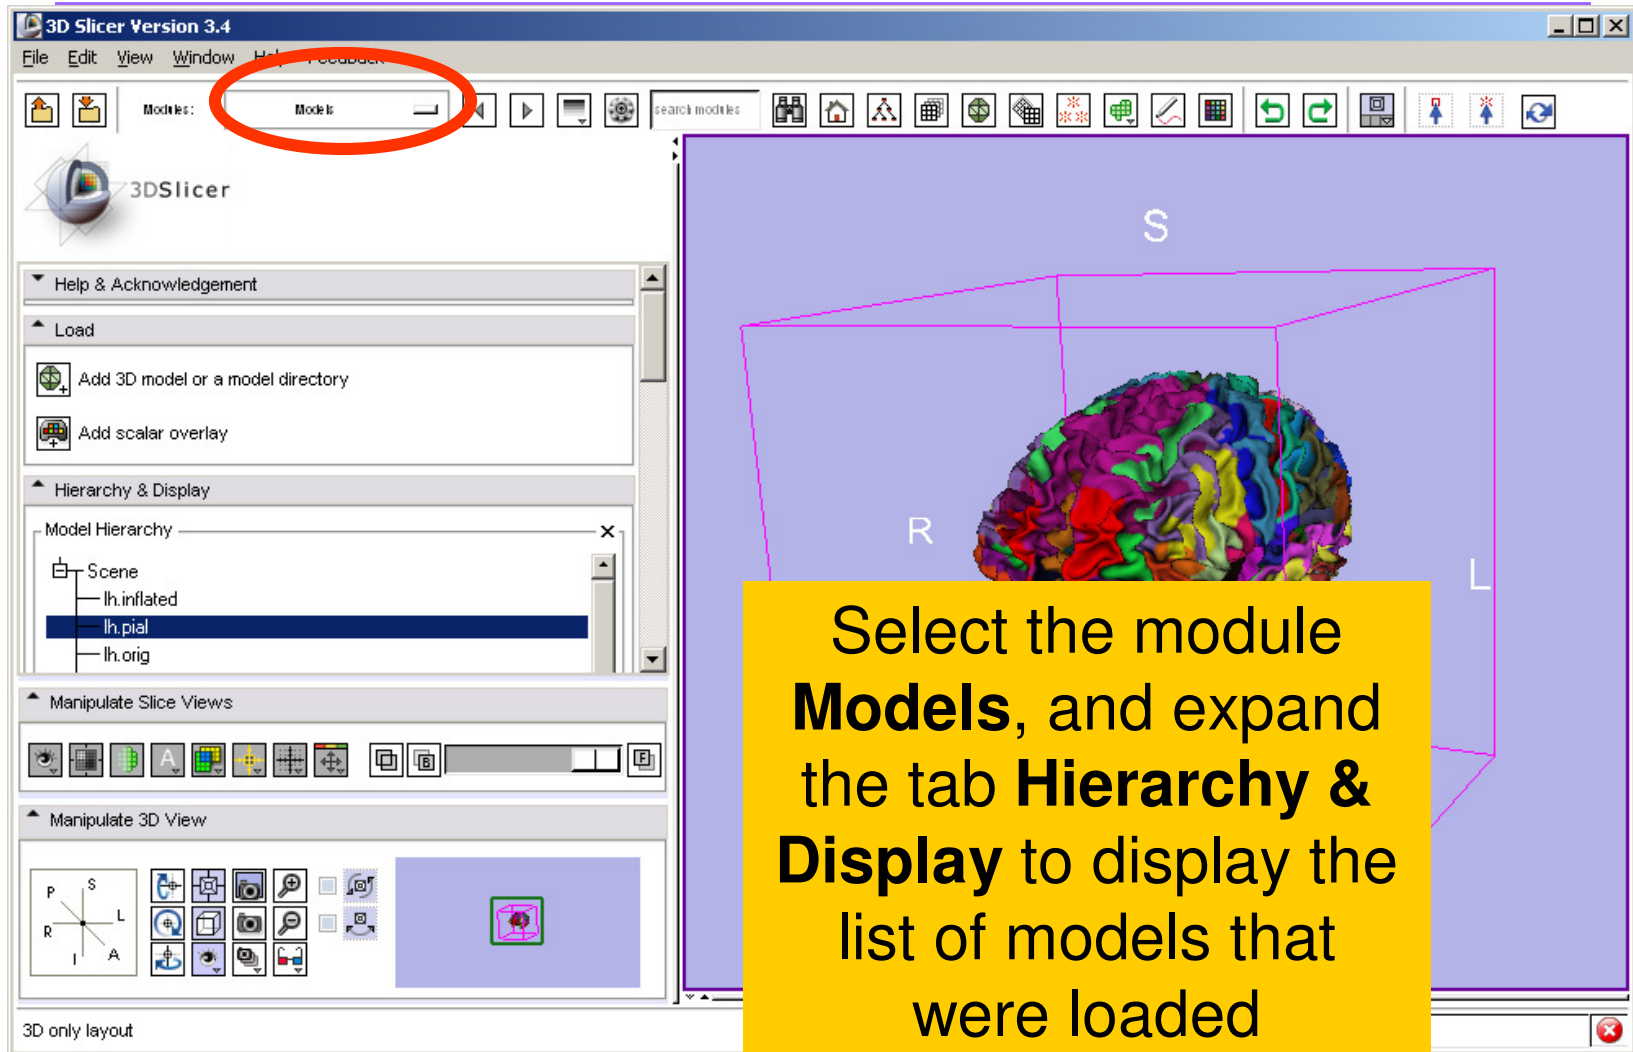 3D Slicer Version 3.4
File Edit View Window Help Feedback
Modules: Models search modules
3DSlicer
Help & Acknowledgement
Load
Add 3D model or a model directory
Add scalar overlay
Hierarchy & Display
Model Hierarchy
Scene
lh.inflated
lh.pial
lh.orig
Manipulate Slice Views
A
B
F
Manipulate 3D View
P S
L
R
I A
S
R
L
Select the module
Models, and expand
the tab Hierarchy &
Display to display the
list of models that
were loaded
3D only layout